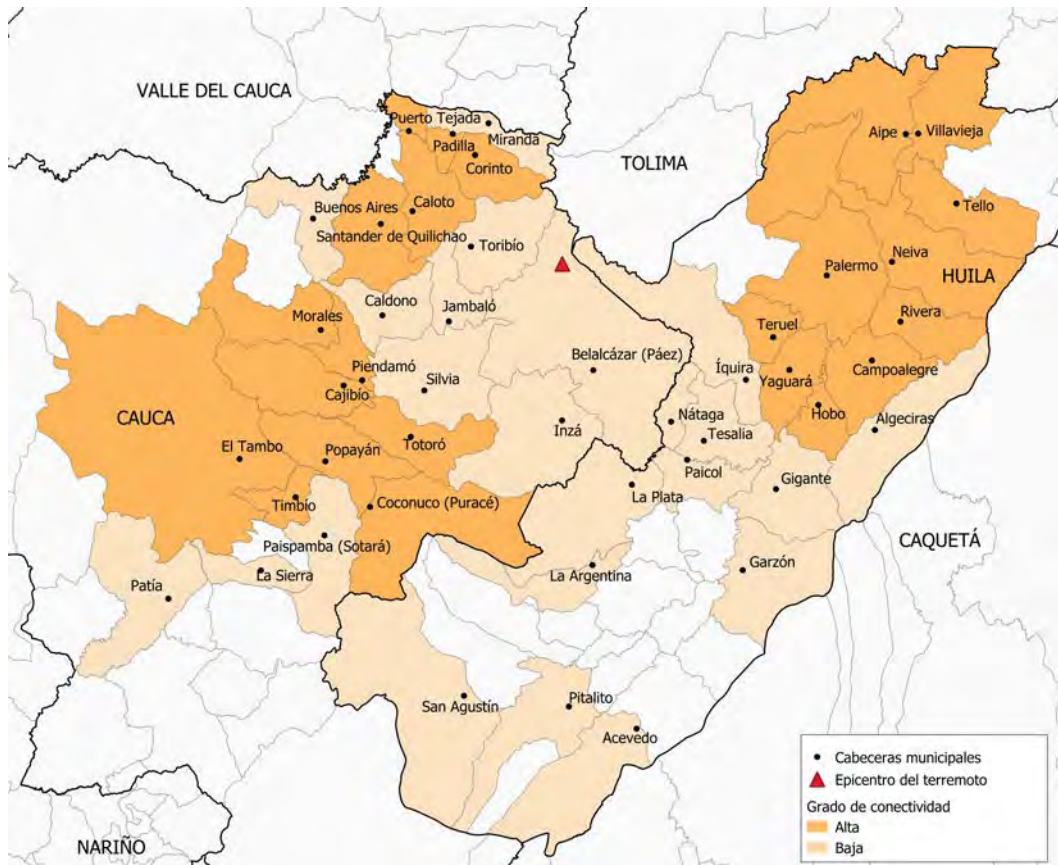 VALLE DEL CAUCA
Puerto Tejada
Miranda
Padilla
Corinto
Aipe
Villavieja
TOLIMA
Buenos Aires
Caloto
Santander de Quilichao
Toribío
Tello
Neiva
Palermo
HUILA
Caldono
Jambaló
Morales
Rivera
Teruel
Piendamó
Cajibío
Silvia
Belalcázar (Páez)
Íquira
Yaguará
Campoalegre
Hobo
Algeciras
CAUCA
Inzá
Nátaga
Tesalia
Totoró
El Tambo
Popayán
Paicol
Timbío
Coconuco (Puracé)
La Plata
Gigante
Paispamba (Sotará)
CAQUETÁ
La Sierra
La Argentina
Garzón
Patía
San Agustín
Pitalito
Acevedo
NARIÑO
Cabeceras municipales
Epicentro del terremoto
Grado de conectividad
Alta
Baja